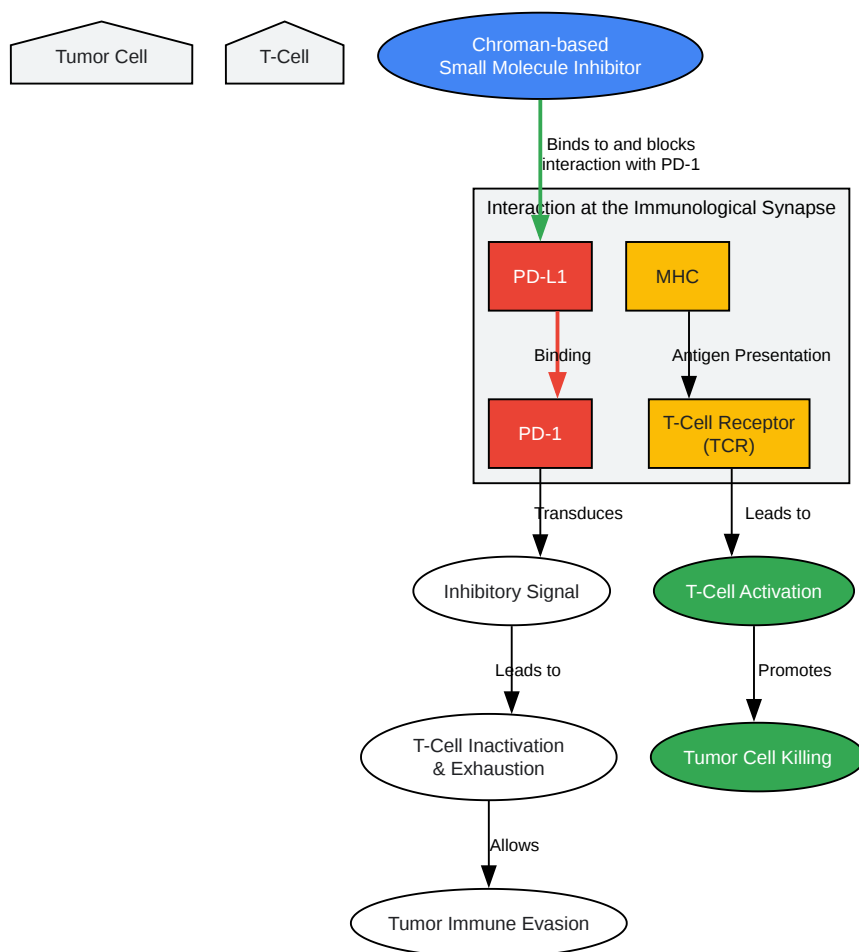 Tumor Cell
T-Cell
Chroman-based
Small Molecule Inhibitor
Binds to and blocks
interaction with PD-1
Interaction at the Immunological Synapse
PD-L1
MHC
Binding
Antigen Presentation
PD-1
T-Cell Receptor
(TCR)
Transduces
Leads to
Inhibitory Signal
T-Cell Activation
Leads to
Promotes
T-Cell Inactivation
& Exhaustion
Tumor Cell Killing
Allows
Tumor Immune Evasion